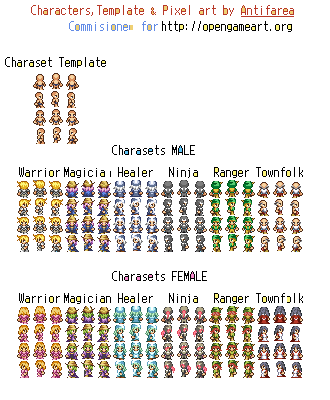 Characters,Template & Pixel art by Antifarea
Commisione for http://opengameart.org
Charaset Template
Charasets MALE
Warrior Magician Healer Ninja Ranger Townfolk
Charasets FEMALE
Warrior Magician Healer Ninja Ranger Townfolk